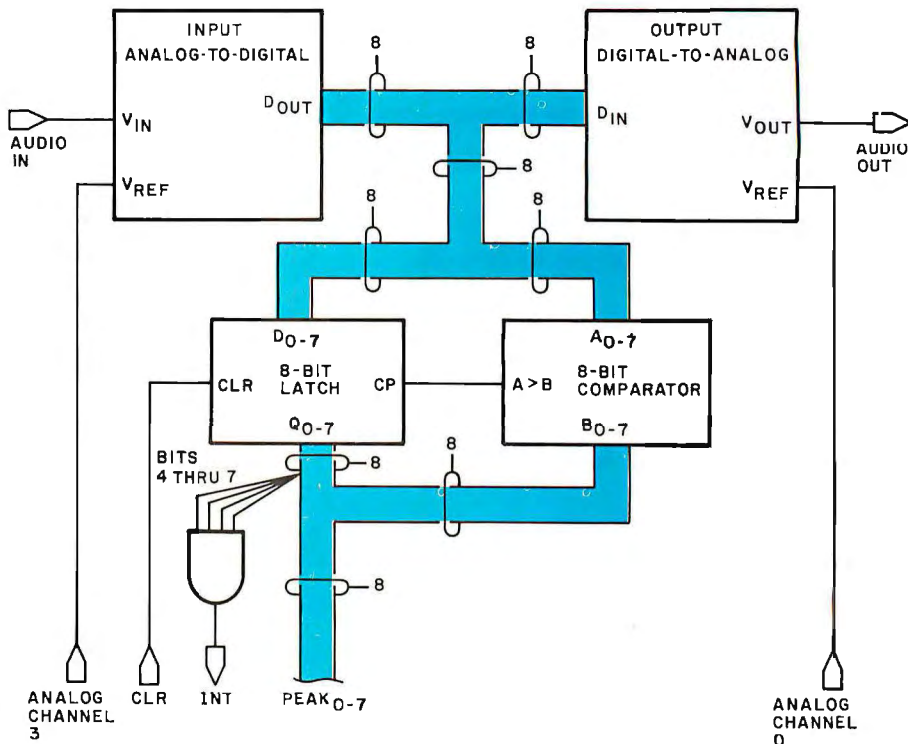 INPUT
ANALOG-TO-DIGITAL
OUTPUT
DIGITAL-TO-ANALOG
8
8
DOUT
DIN
VIN
AUDIO
IN
VOUT
AUDIO
OUT
VREF
VREF
8
8
8
D0-7
8-BIT
LATCH
CLR
CP
Q0-7
A0-7
8-BIT
COMPARATOR
A>B
B0-7
BITS
4 THRU 7
8
8
8
ANALOG
CHANNEL
3
CLR
INT
PEAK0-7
ANALOG
CHANNEL
0